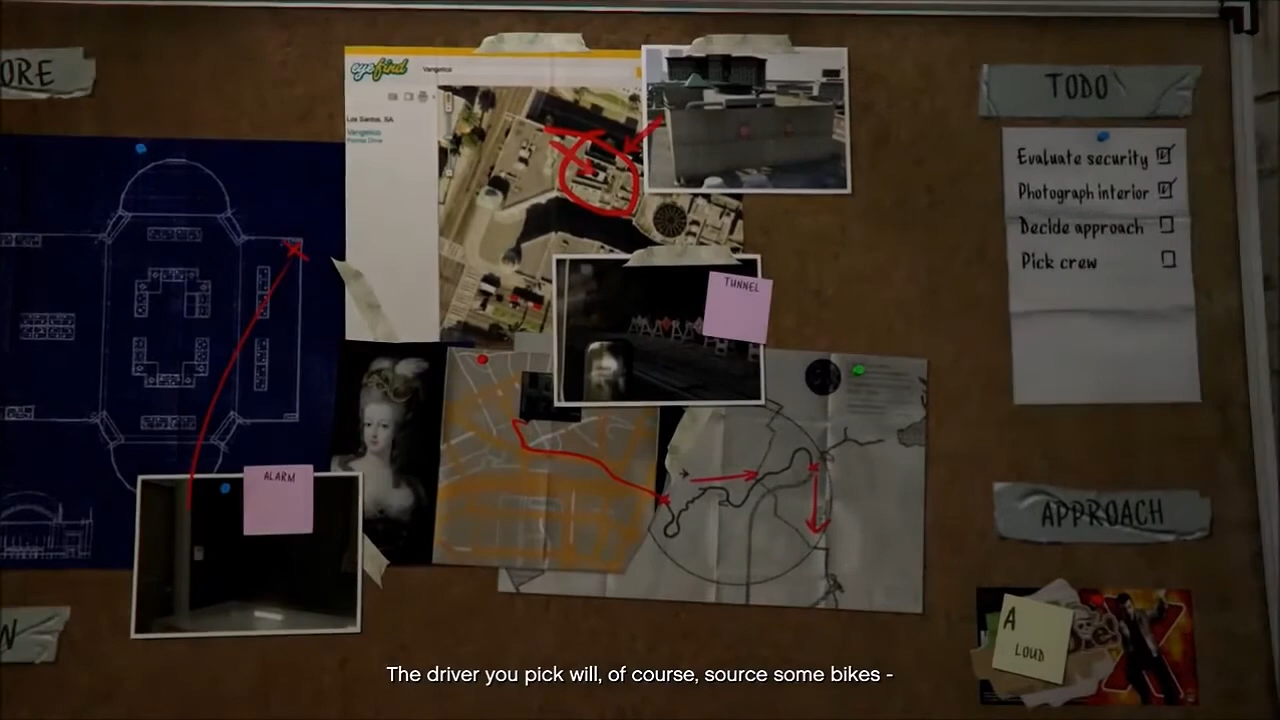 ORE
eyefind
Vangelico
Los Santos, SA
Vangelico
TUNNEL
ALARM
TODO
Evaluate security
Photograph interior
Decide approach
Pick crew
APPROACH
A
LOUD
N
The driver you pick will, of course, source some bikes -